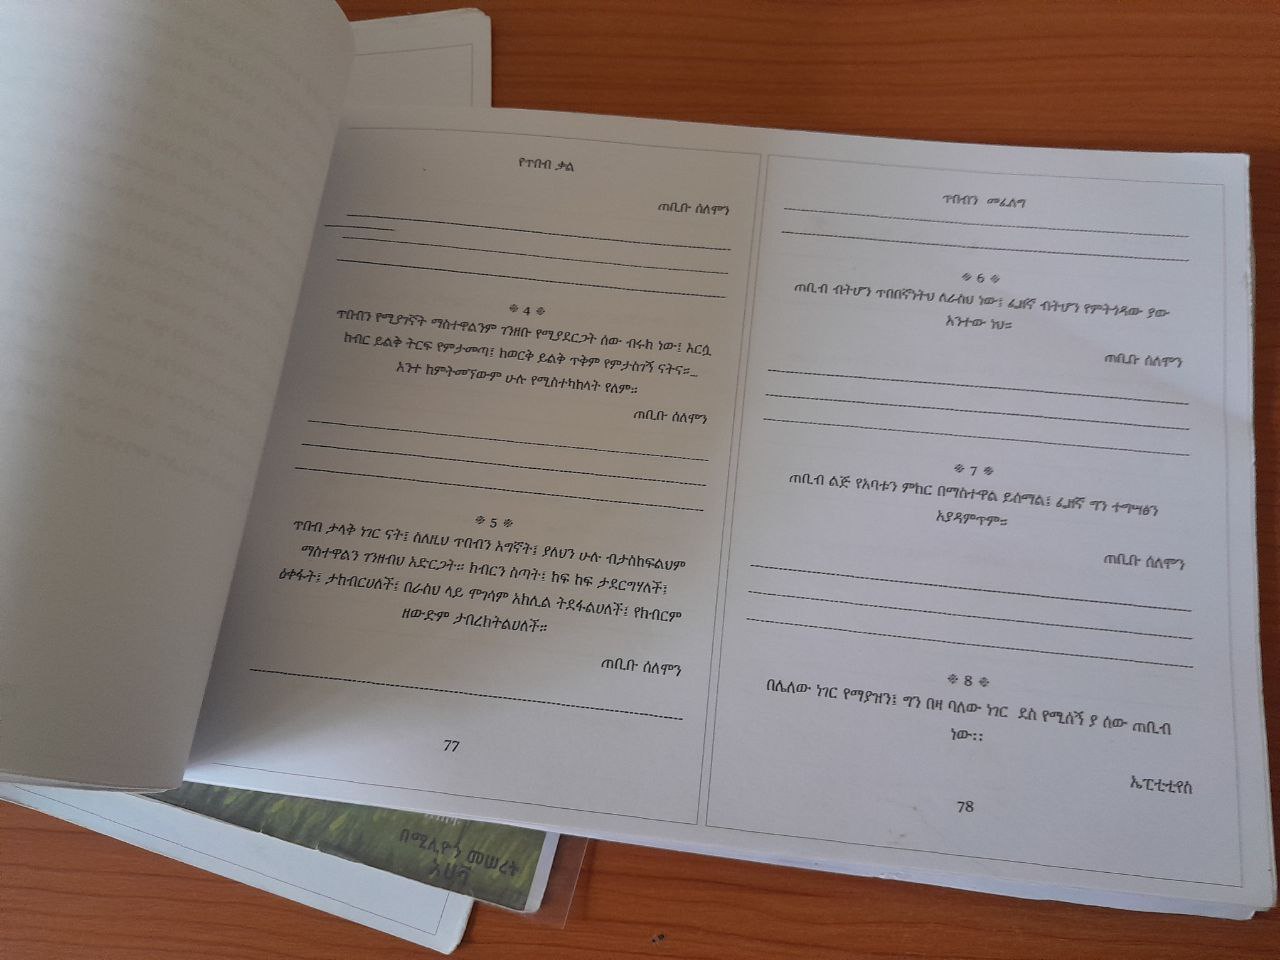 የጥበብ ቃል
ጠቢቡ ሰለሞን
4
ጥበብን የሚያገኛት ማስተዋልንም ገንዘቡ የሚያደርጋት ሰው ብሩክ ነው፤ እርሷ
ከብር ይልቅ ትርፍ የምታመጣ፤ ከወርቅ ይልቅ ጥቅም የምታስገኝ ናትና።...
አንተ ከምትመኘውም ሁሉ የሚስተካከላት የለም።
ጠቢቡ ሰለሞን
5
ጥበብ ታላቅ ነገር ናት፤ ስለዚህ ጥበብን አግኛት፤ ያለህን ሁሉ ብታስከፍልህም
ማስተዋልን ገንዘብህ አድርጋት። ክብርን ስጣት፤ ከፍ ከፍ ታደርግሃለች፤
ዕቀፋት፤ ታከብርሀለች፤ በራስህ ላይ ሞገሳም አክሊል ትደፋልሀለች፤ የክብርም
ዘውድም ታበረክትልሀለች።
ጠቢቡ ሰለሞን
77
ጥበብን መፈለግ
6
ጠቢብ ብትሆን ጥበበኛነትህ ለራስህ ነው፤ ፌዘኛ ብትሆን የምትጎዳው ያው
አንተው ነህ።
ጠቢቡ ሰለሞን
7
ጠቢብ ልጅ የአባቱን ምክር በማስተዋል ይሰማል፤ ፌዘኛ ግን ተግሣፅን
አያዳምጥም።
ጠቢቡ ሰለሞን
8
በሌለው ነገር የማያዝን፤ ግን በዛ ባለው ነገር ደስ የሚሰኝ ያ ሰው ጠቢብ
ነው፡፡
ኤፒቲቲየስ
78
በሚሊዮን መሠረት